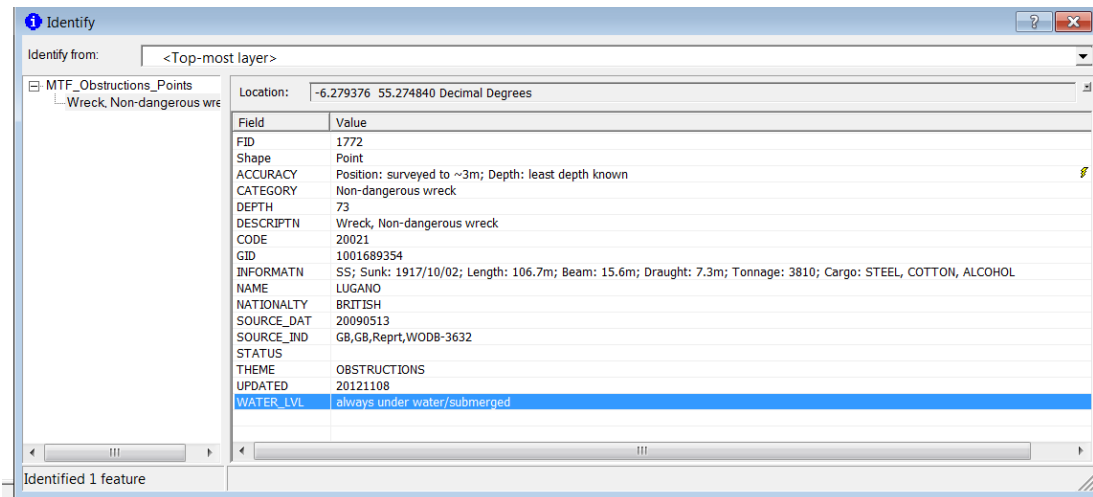 Identify
Identify from: <Top-most layer>
MTF_Obstructions_Points
Wreck, Non-dangerous wre
Location: -6.279376 55.274840 Decimal Degrees
Field Value
FID 1772
Shape Point
ACCURACY Position: surveyed to ~3m; Depth: least depth known
CATEGORY Non-dangerous wreck
DEPTH 73
DESCRIPTN Wreck, Non-dangerous wreck
CODE 20021
GID 1001689354
INFORMATN SS; Sunk: 1917/10/02; Length: 106.7m; Beam: 15.6m; Draught: 7.3m; Tonnage: 3810; Cargo: STEEL, COTTON, ALCOHOL
NAME LUGANO
NATIONALTY BRITISH
SOURCE_DAT 20090513
SOURCE_IND GB,GB,Reprt,WODB-3632
STATUS
THEME OBSTRUCTIONS
UPDATED 20121108
WATER_LVL always under water/submerged
Identified 1 feature